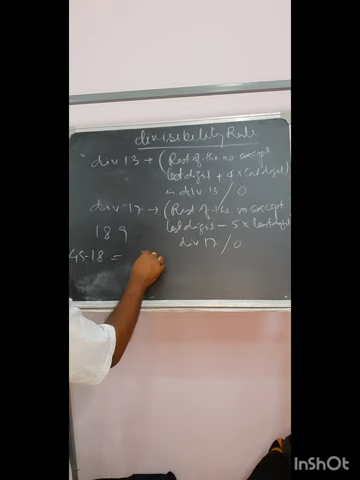 Divisibility Rule
div 13 → (Rest of the no except
last digit + 4 x last digit)
is div 13 / 0
div 17 → (Rest of the no except
last digit - 5 x last digit
div 17 / 0
189
45-18 =
InShOt